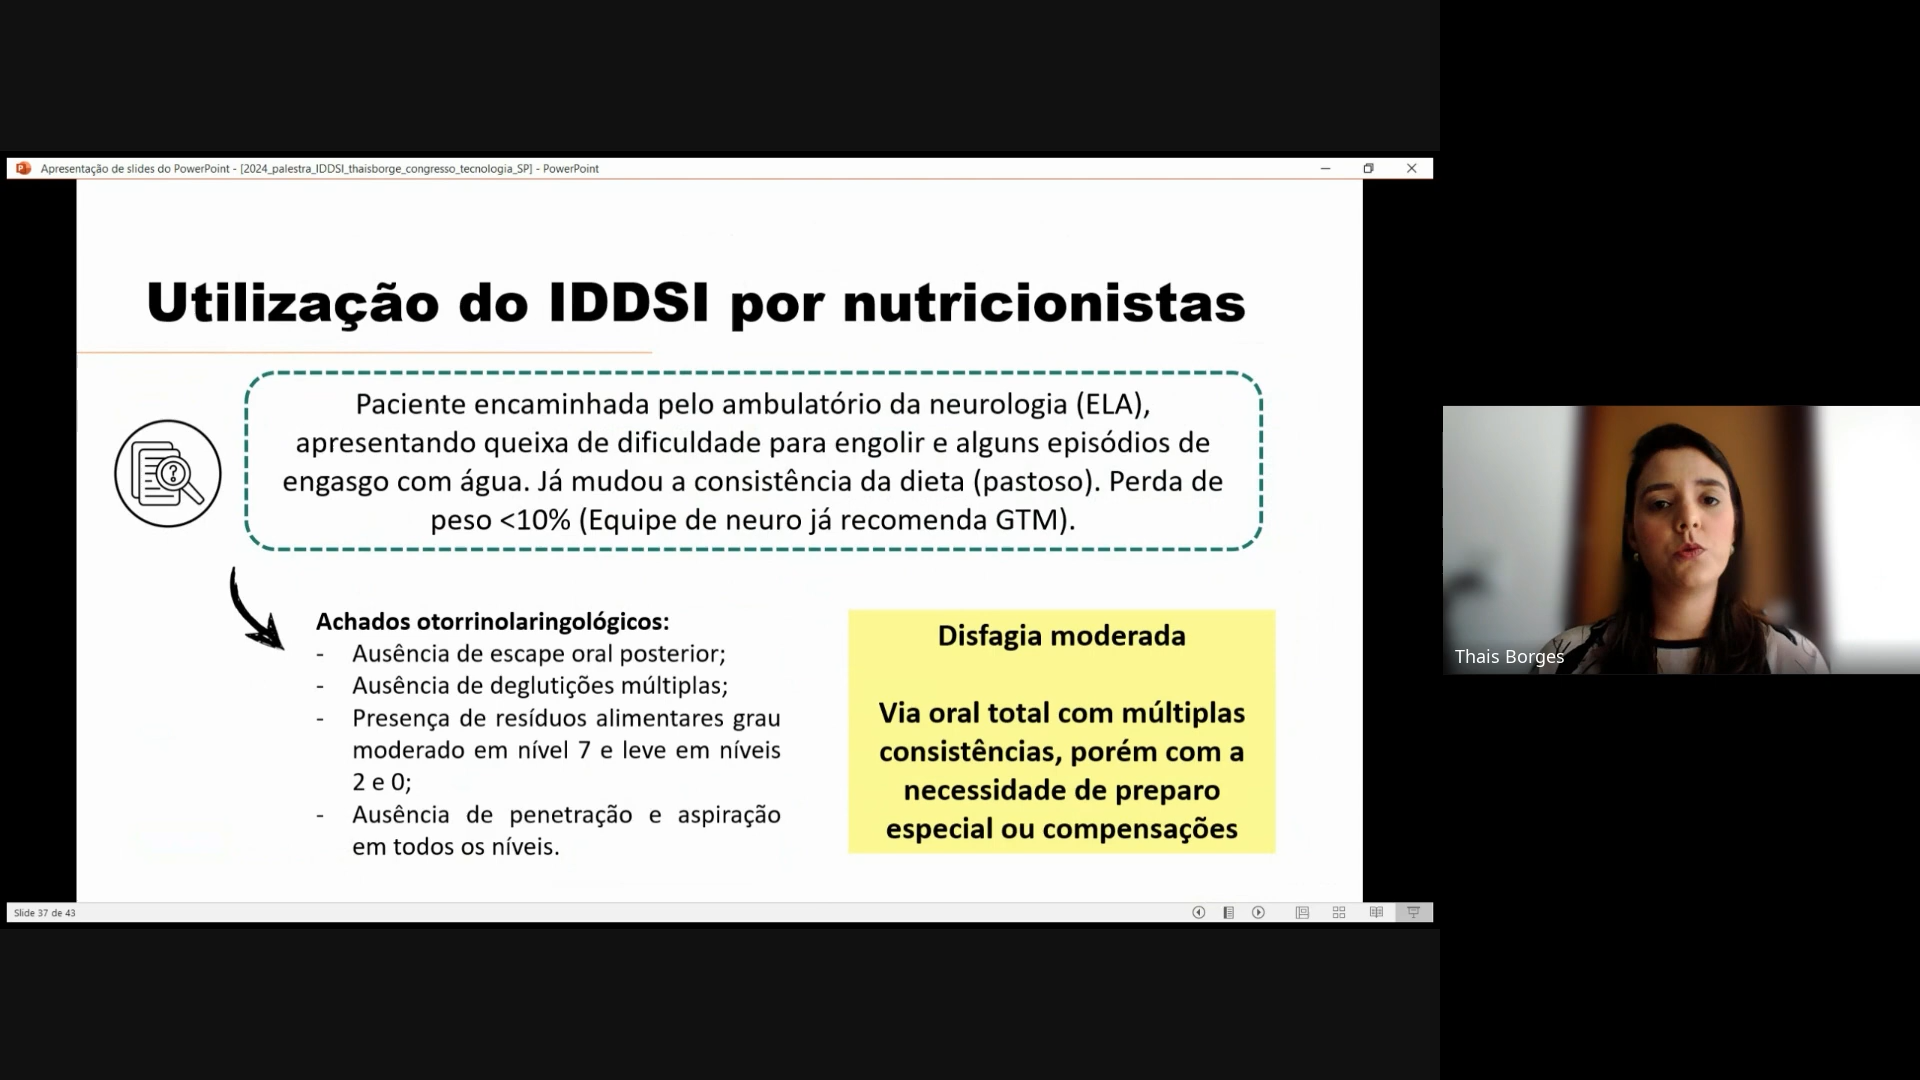 Apresentação de slides do PowerPoint - [2024_palestra_IDDSI_thaisborge_congresso_tecnologia_SP] - PowerPoint
Utilização do IDDSI por nutricionistas
Paciente encaminhada pelo ambulatório da neurologia (ELA),
apresentando queixa de dificuldade para engolir e alguns episódios de
engasgo com água. Já mudou a consistência da dieta (pastoso). Perda de
peso <10% (Equipe de neuro já recomenda GTM).
?
Achados otorrinolaringológicos:
- Ausência de escape oral posterior;
- Ausência de deglutições múltiplas;
- Presença de resíduos alimentares grau
moderado em nível 7 e leve em níveis
2 e 0;
- Ausência de penetração e aspiração
em todos os níveis.
Disfagia moderada
Via oral total com múltiplas
consistências, porém com a
necessidade de preparo
especial ou compensações
Thais Borges
Slide 37 de 43